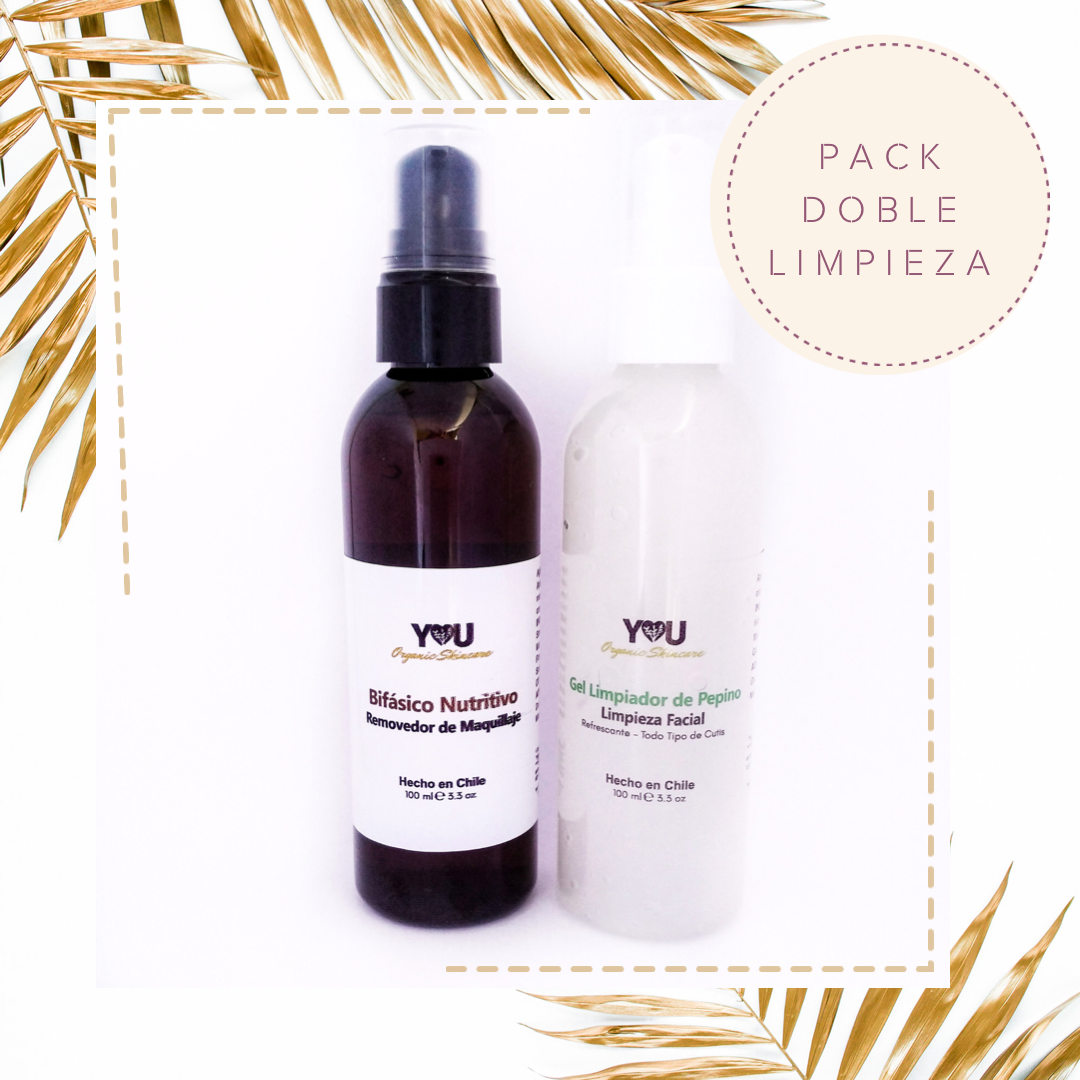 PACK
DOBLE
LIMPIEZA
YOU
Organic Skincare
Bifásico Nutritivo
Removedor de Maquillaje
Hecho en Chile
100 ml ℮ 3.3 oz
YOU
Organic Skincare
Gel Limpiador de Pepino
Limpieza Facial
Refrescante - Todo Tipo de Cutis
Hecho en Chile
100 ml ℮ 3.3 oz